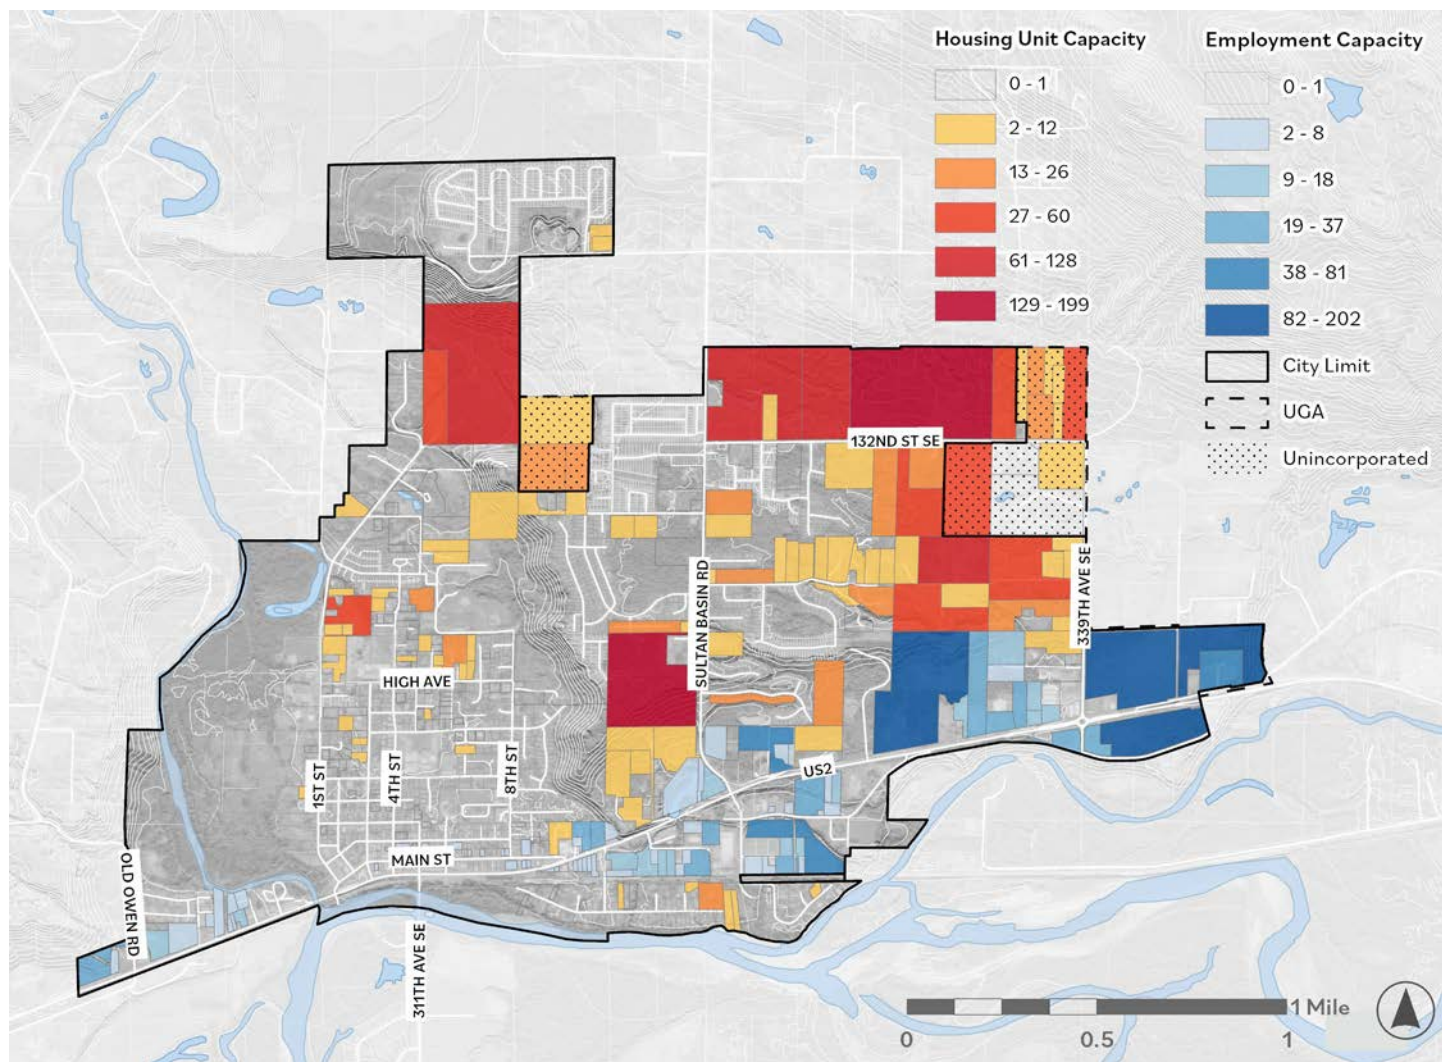 Housing Unit Capacity
0 - 1
2 - 12
13 - 26
27 - 60
61 - 128
129 - 199
Employment Capacity
0 - 1
2 - 8
9 - 18
19 - 37
38 - 81
82 - 202
City Limit
UGA
Unincorporated
132ND ST SE
SULTAN BASIN RD
339TH AVE SE
HIGH AVE
1ST ST
4TH ST
8TH ST
US2
MAIN ST
OLD OWEN RD
311TH AVE SE
1 Mile
0
0.5
1